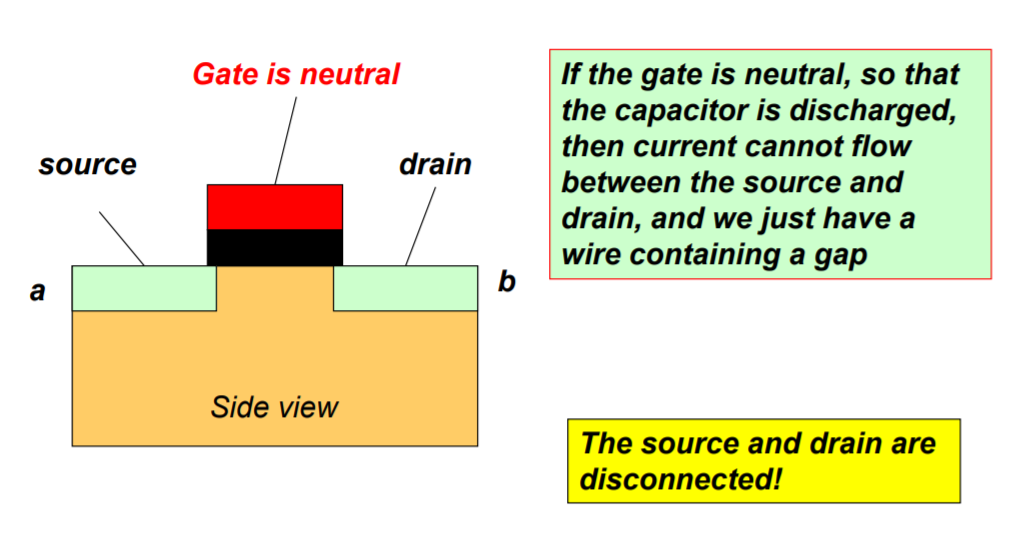 Gate is neutral
source
drain
a
b
Side view
If the gate is neutral, so that
the capacitor is discharged,
then current cannot flow
between the source and
drain, and we just have a
wire containing a gap
The source and drain are
disconnected!